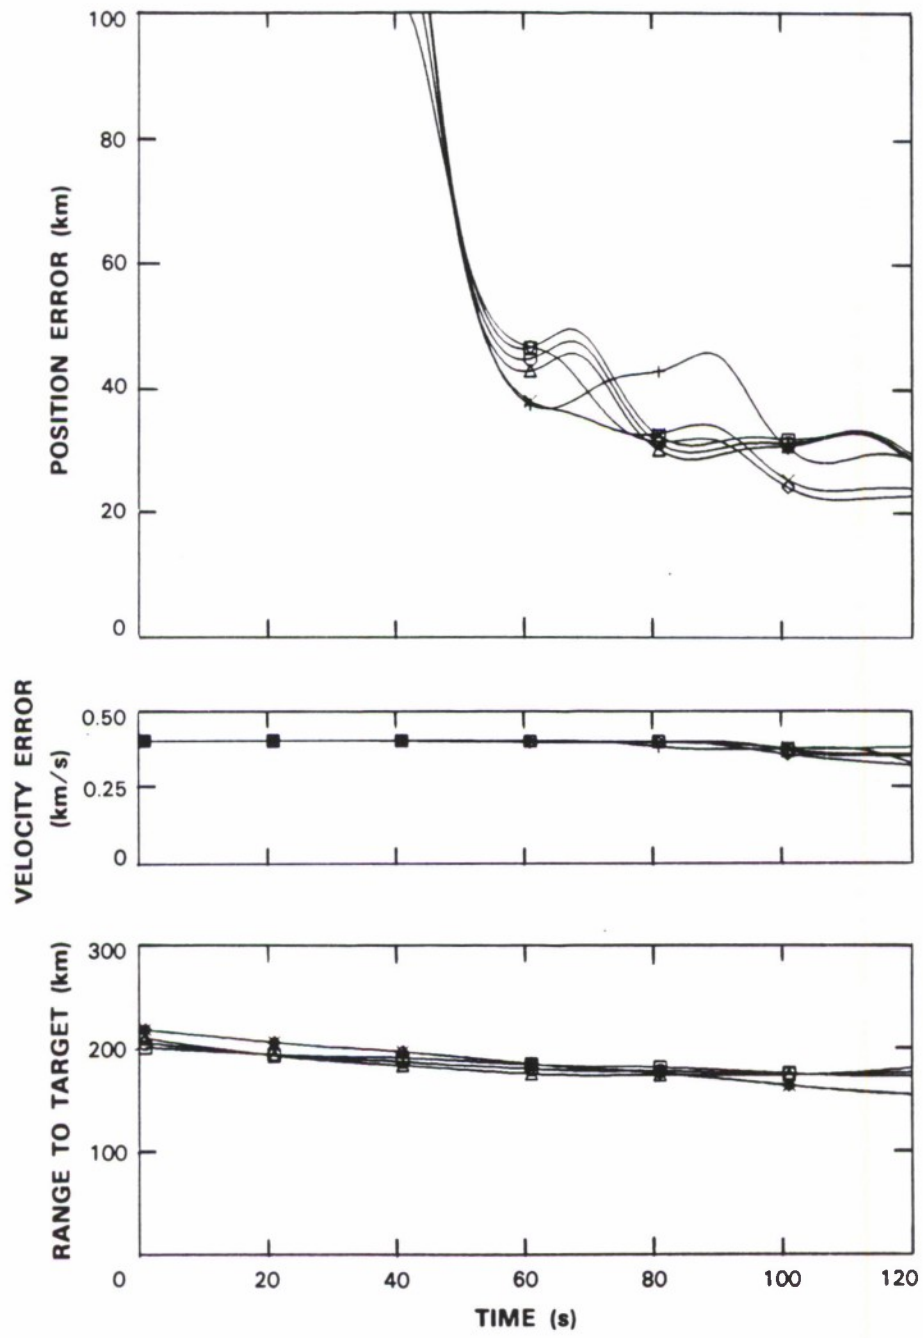 POSITION ERROR (km)
100
80
60
40
20
0
VELOCITY ERROR
(km/s)
0.50
0.25
0
RANGE TO TARGET (km)
300
200
100
0 20 40 60 80 100 120
TIME (s)